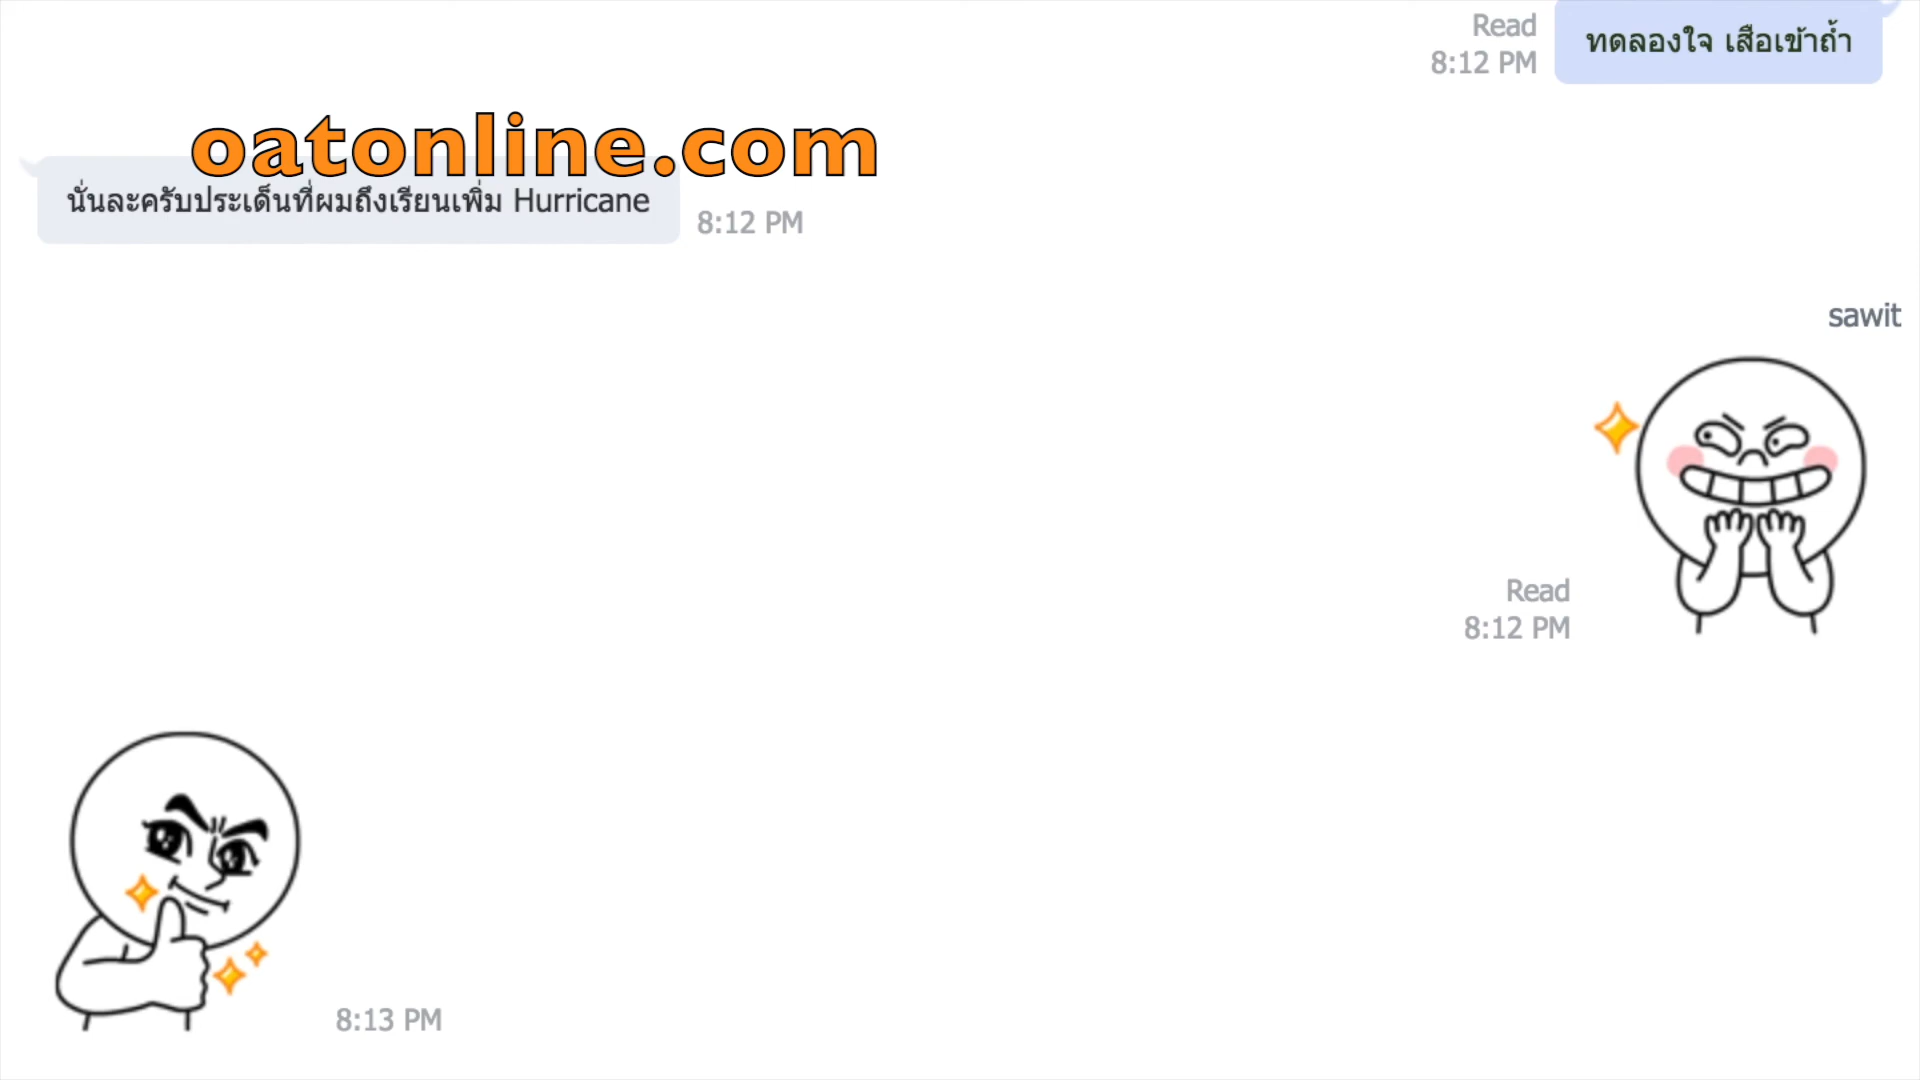 Read
8:12 PM
ทดลองใจ เสือเข้าถ้ำ
oatonline.com
นั่นละครับประเด็นที่ผมถึงเรียนเพิ่ม Hurricane
8:12 PM
sawit
Read
8:12 PM
8:13 PM